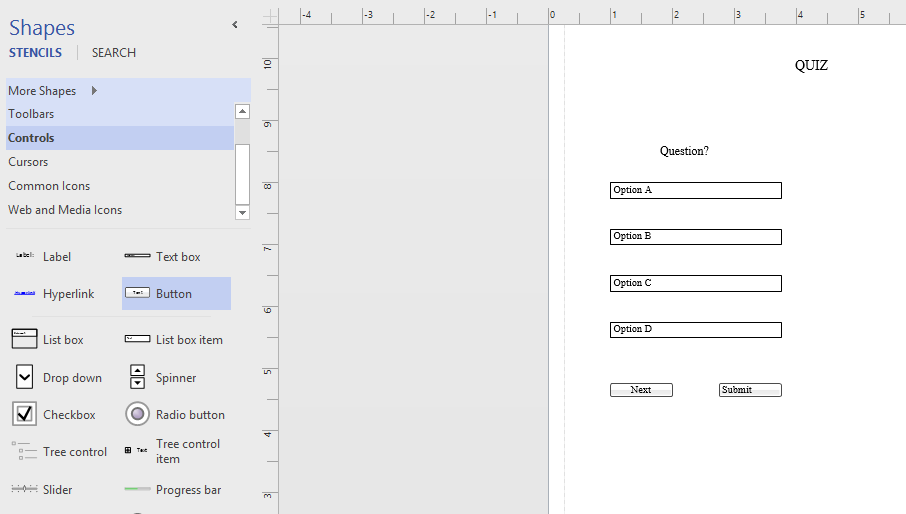 Shapes
STENCILS SEARCH
More Shapes
Toolbars
Controls
Cursors
Common Icons
Web and Media Icons
Label Text box
Hyperlink Button
List box List box item
Drop down Spinner
Checkbox Radio button
Tree control Tree control item
Slider Progress bar
-4 -3 -2 -1 0 1 2 3 4 5
10
9
8
7
6
5
4
3
QUIZ
Question?
Option A
Option B
Option C
Option D
Next Submit